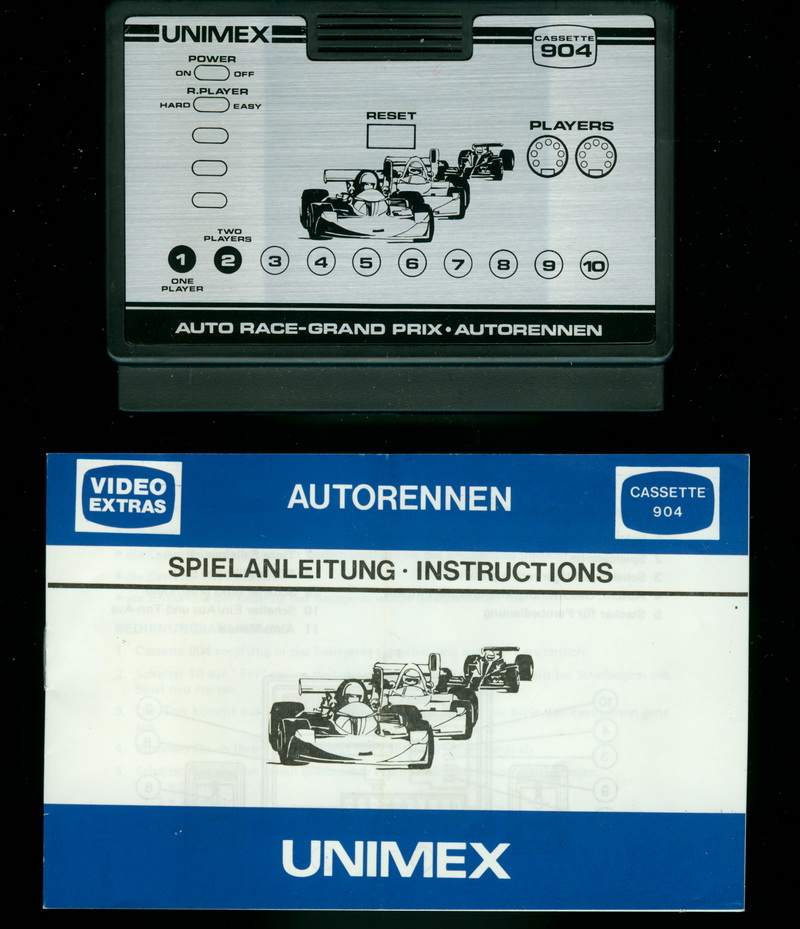 UNIMEX
CASSETTE
904
POWER
ON OFF
R.PLAYER
HARD EASY
RESET
PLAYERS
TWO
PLAYERS
1 2 3 4 5 6 7 8 9 10
ONE
PLAYER
AUTO RACE-GRAND PRIX·AUTORENNEN
VIDEO
EXTRAS
AUTORENNEN
CASSETTE
904
SPIELANLEITUNG · INSTRUCTIONS
UNIMEX